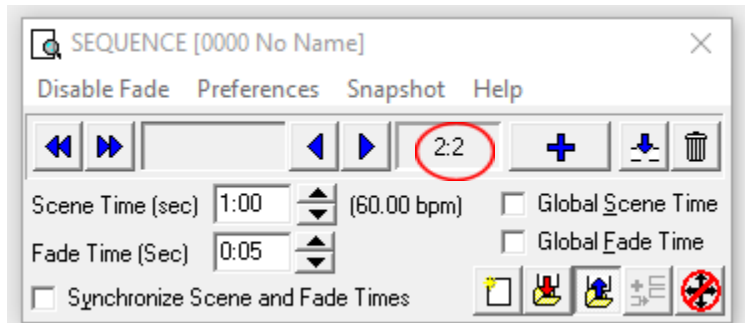 SEQUENCE [0000 No Name]
Disable Fade Preferences Snapshot Help
2:2
Scene Time (sec) 1:00 (60.00 bpm) Global Scene Time
Fade Time (Sec) 0:05 Global Fade Time
Synchronize Scene and Fade Times